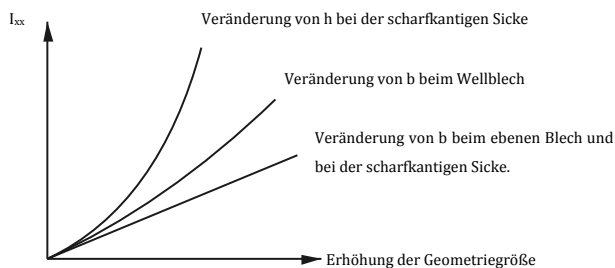 I_xx
Veränderung von h bei der scharfkantigen Sicke
Veränderung von b beim Wellblech
Veränderung von b beim ebenen Blech und
bei der scharfkantigen Sicke.
Erhöhung der Geometriegröße